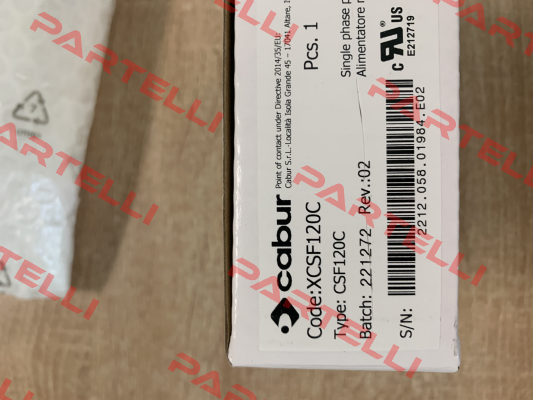 cabur
Point of contact under Directive 2014/35/EU:
Cabur S.r.L.-Località Isola Grande 45 - 17041 Altare,
Code:XCSF120C
Pcs. 1
Type: CSF120C
Single phase
Batch: 221272 Rev.:02
Alimentatore
S/N:
2212.058.01984.E02
c UR US
®
E212719
PARTELLI
PARTELLI
PARTELLI
PARTELLI
PARTELLI
PARTELLI